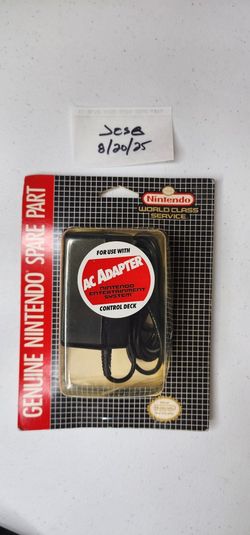 Jose
8/20/25
Nintendo
WORLD CLASS
SERVICE
GENUINE NINTENDO SPARE PART
FOR USE WITH
AC ADAPTER
NINTENDO
ENTERTAINMENT
SYSTEM
CONTROL DECK